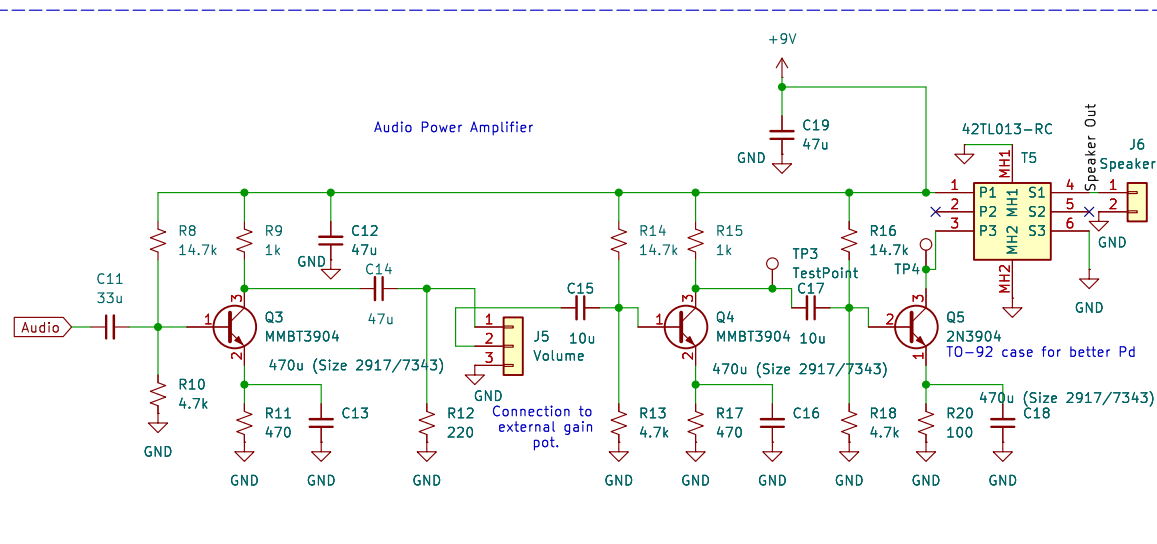 +9V
Audio Power Amplifier
C19
47u
GND
42TL013-RC
T5
Speaker Out
J6
Speaker
MH1
1
P1
MH1
S1
4
1
2
P2
S2
5
2
3
P3
MH2
S3
6
MH2
GND
GND
R8
14.7k
R9
1k
C12
47u
GND
R14
14.7k
R15
1k
R16
14.7k
TP3
TestPoint
TP4
C11
33u
C14
47u
C15
10u
C17
10u
Audio
1
3
2
Q3
MMBT3904
1
2
3
J5
Volume
GND
1
3
2
Q4
MMBT3904
2
3
1
Q5
2N3904
TO-92 case for better Pd
470u (Size 2917/7343)
470u (Size 2917/7343)
470u (Size 2917/7343)
R10
4.7k
GND
R11
470
GND
C13
GND
R12
220
GND
Connection to
external gain
pot.
R13
4.7k
GND
R17
470
GND
C16
GND
R18
4.7k
GND
R20
100
GND
C18
GND